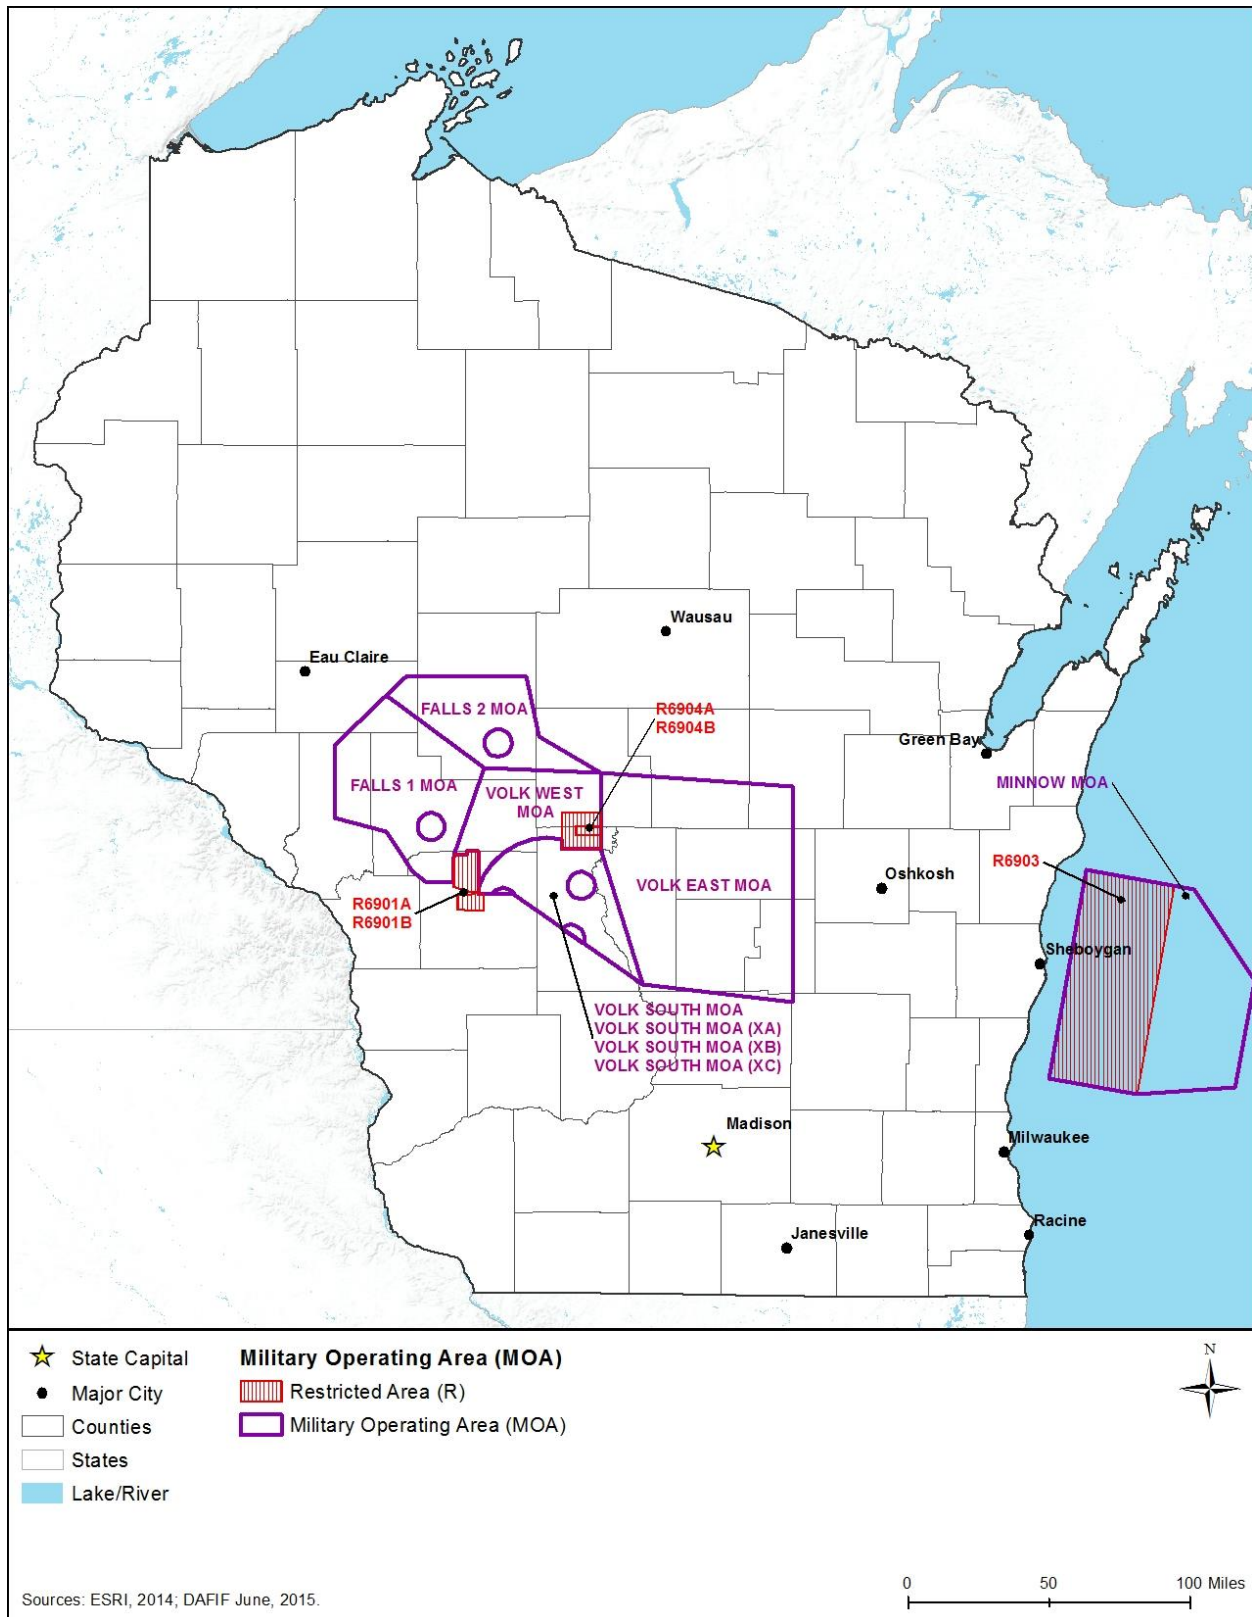 Wausau
Eau Claire
FALLS 2 MOA
R6904A
R6904B
Green Bay
FALLS 1 MOA
VOLK WEST
MOA
MINNOW MOA
R6903
Oshkosh
VOLK EAST MOA
R6901A
R6901B
Sheboygan
VOLK SOUTH MOA
VOLK SOUTH MOA (XA)
VOLK SOUTH MOA (XB)
VOLK SOUTH MOA (XC)
Madison
Milwaukee
Racine
Janesville
State Capital
Major City
Counties
States
Lake/River
Military Operating Area (MOA)
Restricted Area (R)
Military Operating Area (MOA)
N
Sources: ESRI, 2014; DAFIF June, 2015.
0 50 100 Miles